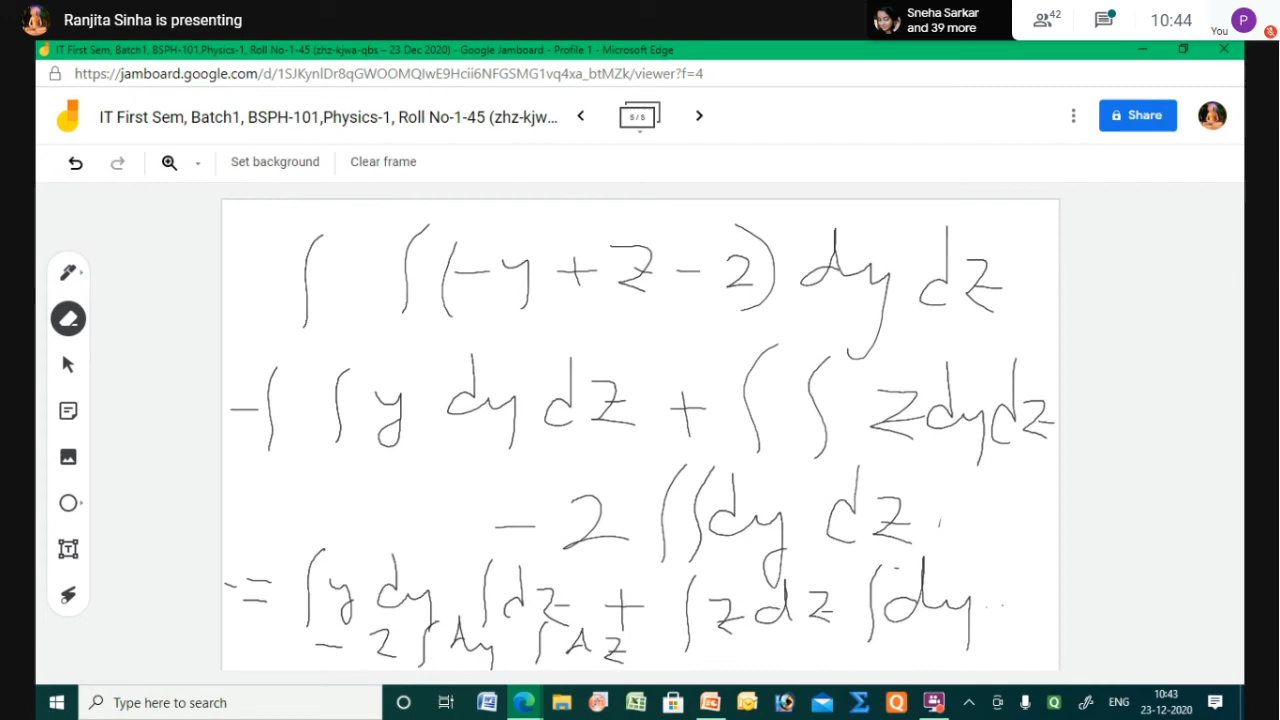 Ranjita Sinha is presenting
Sneha Sarkar
and 39 more
42
10:44
You
P
IT First Sem, Batch1, BSPH-101,Physics-1, Roll No-1-45 (zhz-kjwa-qbs – 23 Dec 2020) - Google Jamboard - Profile 1 - Microsoft Edge
https://jamboard.google.com/d/1SJKynlDr8qGWOOMQIwE9Hcii6NFGSMG1vq4xa_btMZk/viewer?f=4
IT First Sem, Batch1, BSPH-101,Physics-1, Roll No-1-45 (zhz-kjw...
5 / 5
Share
Set background
Clear frame
∫ ∫ (-y + z - 2) dy dz
- ∫ ∫ y dy dz + ∫ ∫ z dy dz
- 2 ∫∫ dy dz
= ∫ y dy ∫ dz + ∫ z dz ∫ dy
- 2 ∫ dy ∫ dz
Type here to search
ENG
10:43
23-12-2020